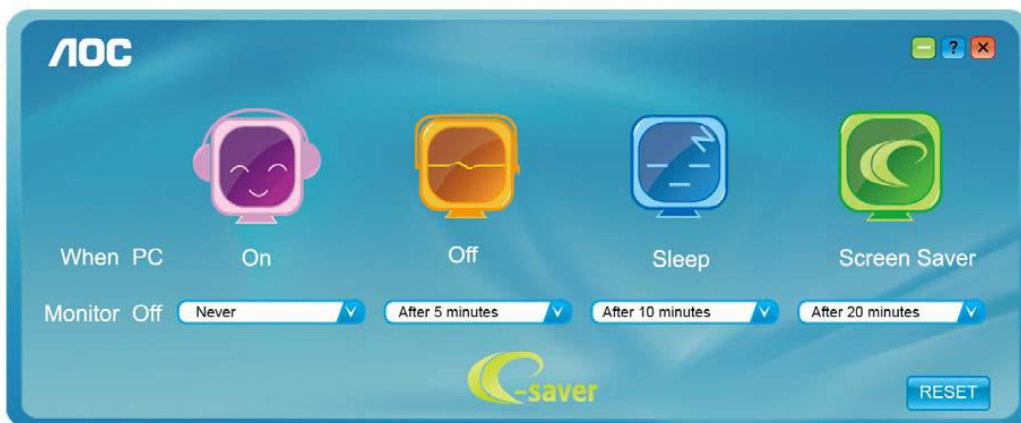 AOC
?
When PC On Off Sleep Screen Saver
Monitor Off Never After 5 minutes After 10 minutes After 20 minutes
e-saver
RESET